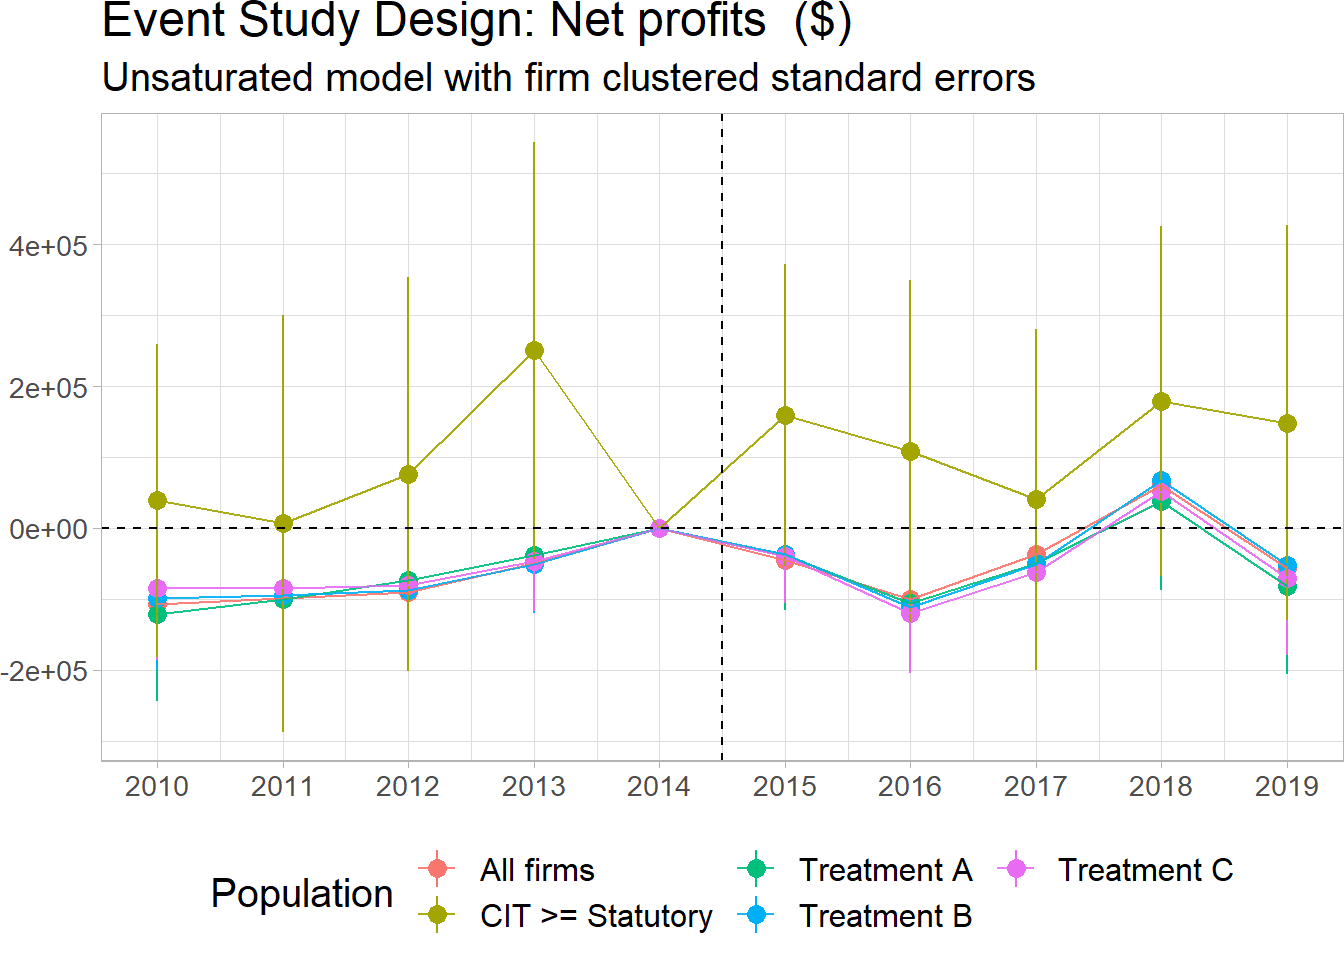 Event Study Design: Net profits  ($)
Unsaturated model with firm clustered standard errors
4e+05
2e+05
0e+00
-2e+05
2010 2011 2012 2013 2014 2015 2016 2017 2018 2019
Population
All firms Treatment A Treatment C
CIT >= Statutory Treatment B